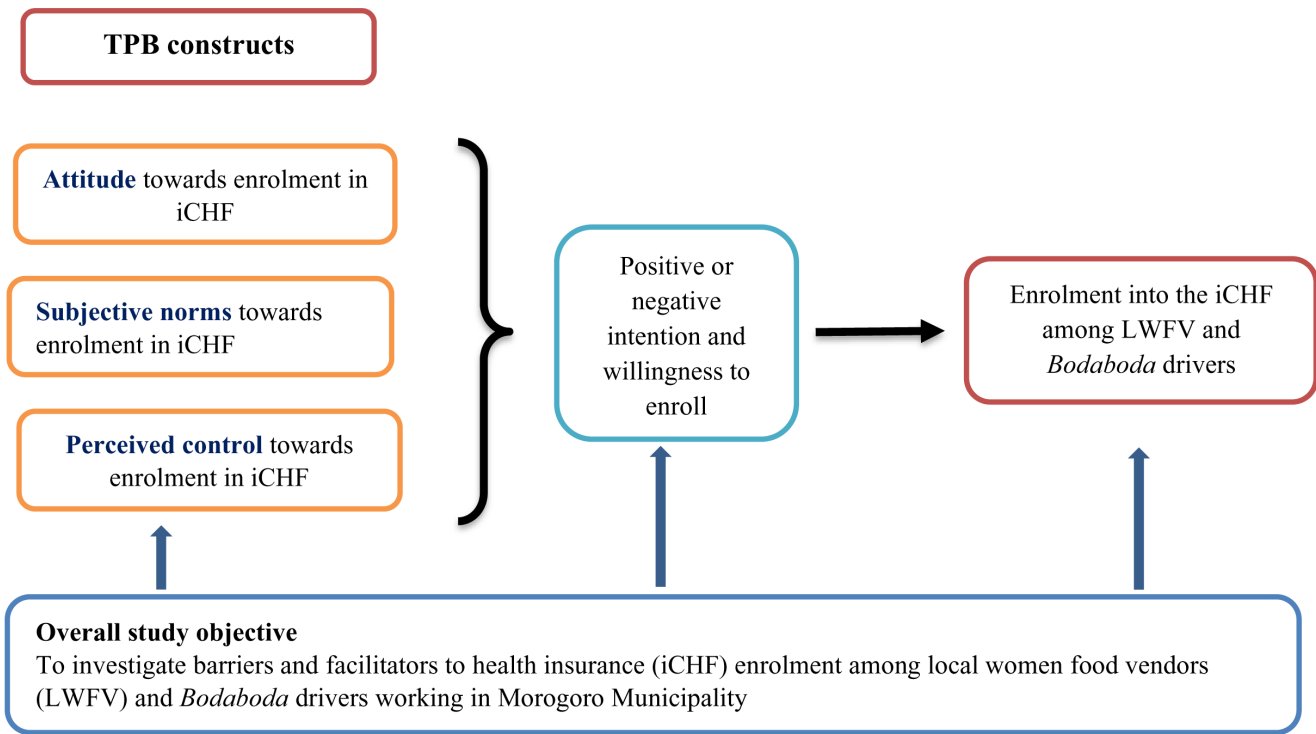 TPB constructs
Attitude towards enrolment in
iCHF
Subjective norms towards
enrolment in iCHF
Perceived control towards
enrolment in iCHF
Positive or
negative
intention and
willingness to
enroll
Enrolment into the iCHF
among LWFV and
Bodaboda drivers
Overall study objective
To investigate barriers and facilitators to health insurance (iCHF) enrolment among local women food vendors
(LWFV) and Bodaboda drivers working in Morogoro Municipality